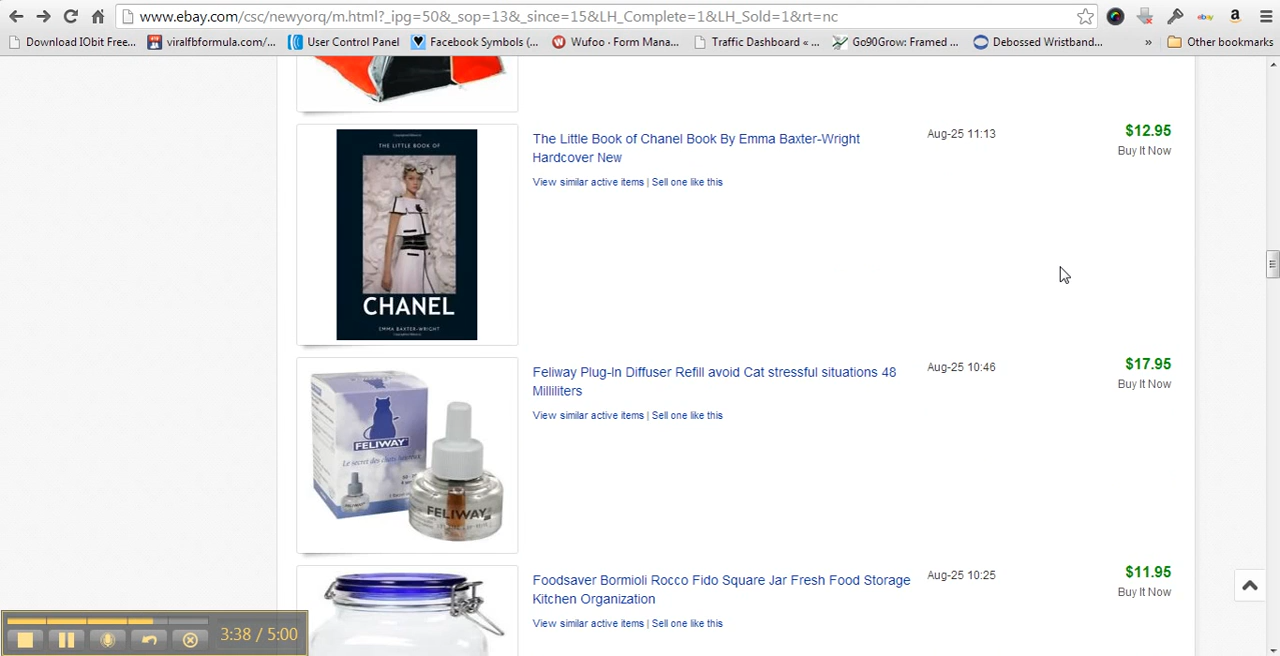 www.ebay.com/csc/newyorq/m.html?_ipg=50&_sop=13&_since=15&LH_Complete=1&LH_Sold=1&rt=nc
Download IObit Free... viralfbformula.com/... User Control Panel Facebook Symbols (... Wufoo - Form Mana... Traffic Dashboard « ... Go90Grow: Framed ... Debossed Wristband... » Other bookmarks
THE LITTLE BOOK OF
CHANEL
EMMA BAXTER-WRIGHT
The Little Book of Chanel Book By Emma Baxter-Wright
Hardcover New
View similar active items | Sell one like this
Aug-25 11:13
$12.95
Buy It Now
FELIWAY
Le secret des chats heureux
FELIWAY
Feliway Plug-In Diffuser Refill avoid Cat stressful situations 48
Milliliters
View similar active items | Sell one like this
Aug-25 10:46
$17.95
Buy It Now
Foodsaver Bormioli Rocco Fido Square Jar Fresh Food Storage
Kitchen Organization
View similar active items | Sell one like this
Aug-25 10:25
$11.95
Buy It Now
3:38 / 5:00